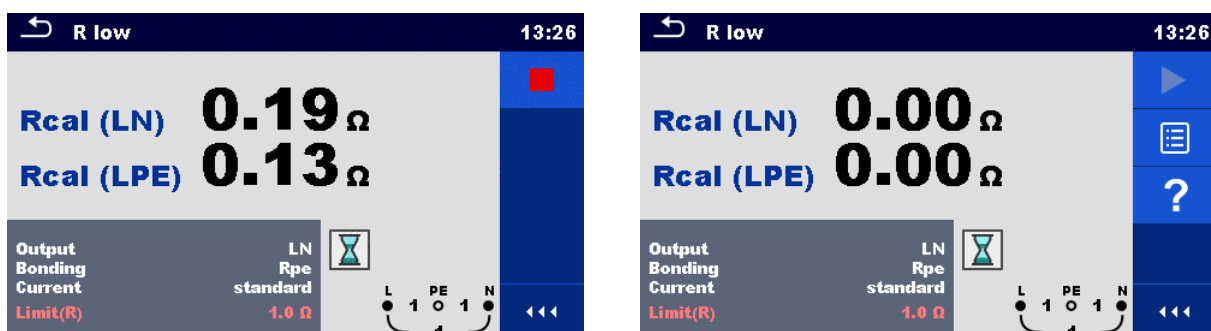 R low 13:26
Rcal (LN) 0.19 Ω
Rcal (LPE) 0.13 Ω
Output LN
Bonding Rpe
Current standard
Limit(R) 1.0 Ω
L PE N
1 1
1
R low 13:26
Rcal (LN) 0.00 Ω
Rcal (LPE) 0.00 Ω
?
Output LN
Bonding Rpe
Current standard
Limit(R) 1.0 Ω
L PE N
1 1
1